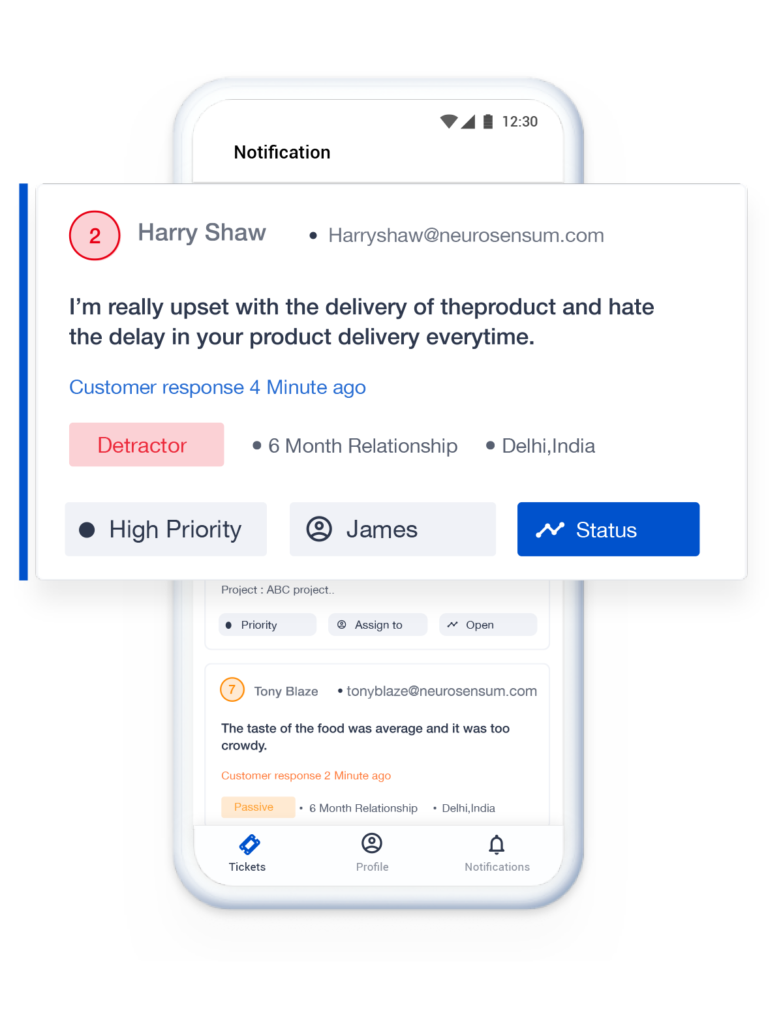 12:30
Notification
2 Harry Shaw • Harryshaw@neurosensum.com
I’m really upset with the delivery of theproduct and hate
the delay in your product delivery everytime.
Customer response 4 Minute ago
Detractor • 6 Month Relationship • Delhi,India
High Priority James Status
Project : ABC project..
Priority Assign to Open
7 Tony Blaze • tonyblaze@neurosensum.com
The taste of the food was average and it was too
crowdy.
Customer response 2 Minute ago
Passive • 6 Month Relationship • Delhi,India
Tickets Profile Notifications